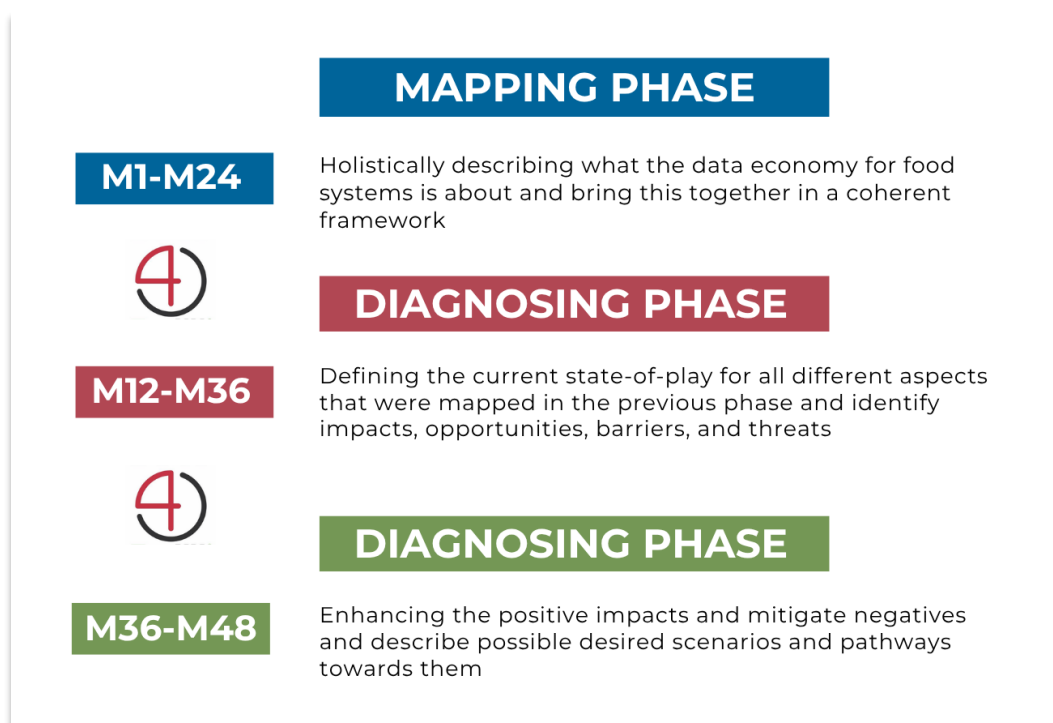 MAPPING PHASE
M1-M24
Holistically describing what the data economy for food
systems is about and bring this together in a coherent
framework
DIAGNOSING PHASE
M12-M36
Defining the current state-of-play for all different aspects
that were mapped in the previous phase and identify
impacts, opportunities, barriers, and threats
DIAGNOSING PHASE
M36-M48
Enhancing the positive impacts and mitigate negatives
and describe possible desired scenarios and pathways
towards them